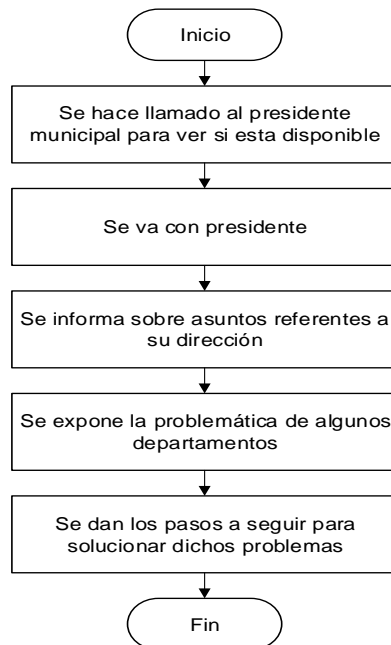 Inicio
Se hace llamado al presidente
municipal para ver si esta disponible
Se va con presidente
Se informa sobre asuntos referentes a
su dirección
Se expone la problemática de algunos
departamentos
Se dan los pasos a seguir para
solucionar dichos problemas
Fin